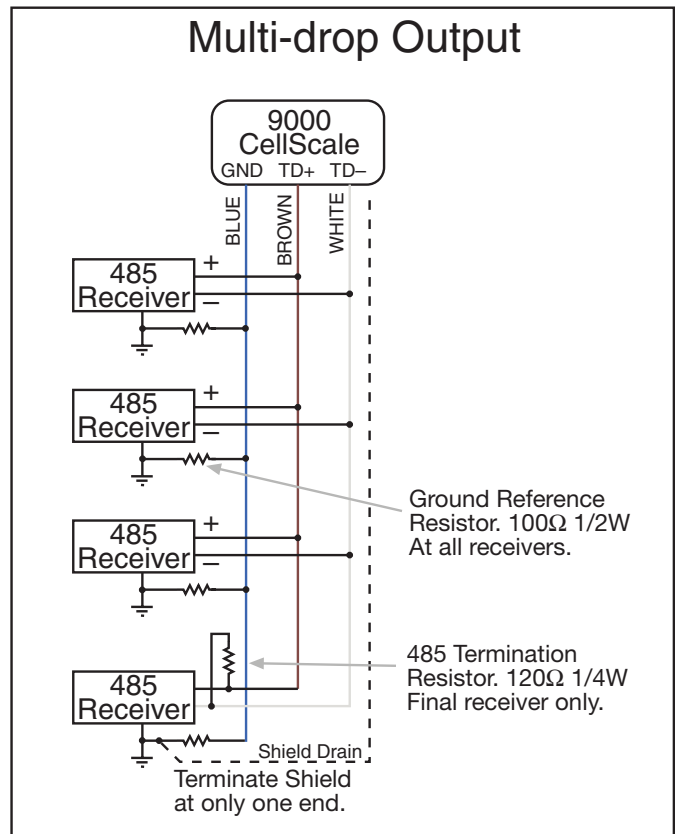 Multi-drop Output
9000
CellScale
GND TD+ TD–
BLUE
BROWN
WHITE
485
Receiver
+
–
485
Receiver
+
–
Ground Reference
Resistor. 100Ω 1/2W
At all receivers.
485
Receiver
+
–
485 Termination
Resistor. 120Ω 1/4W
Final receiver only.
485
Receiver
Shield Drain
Terminate Shield
at only one end.